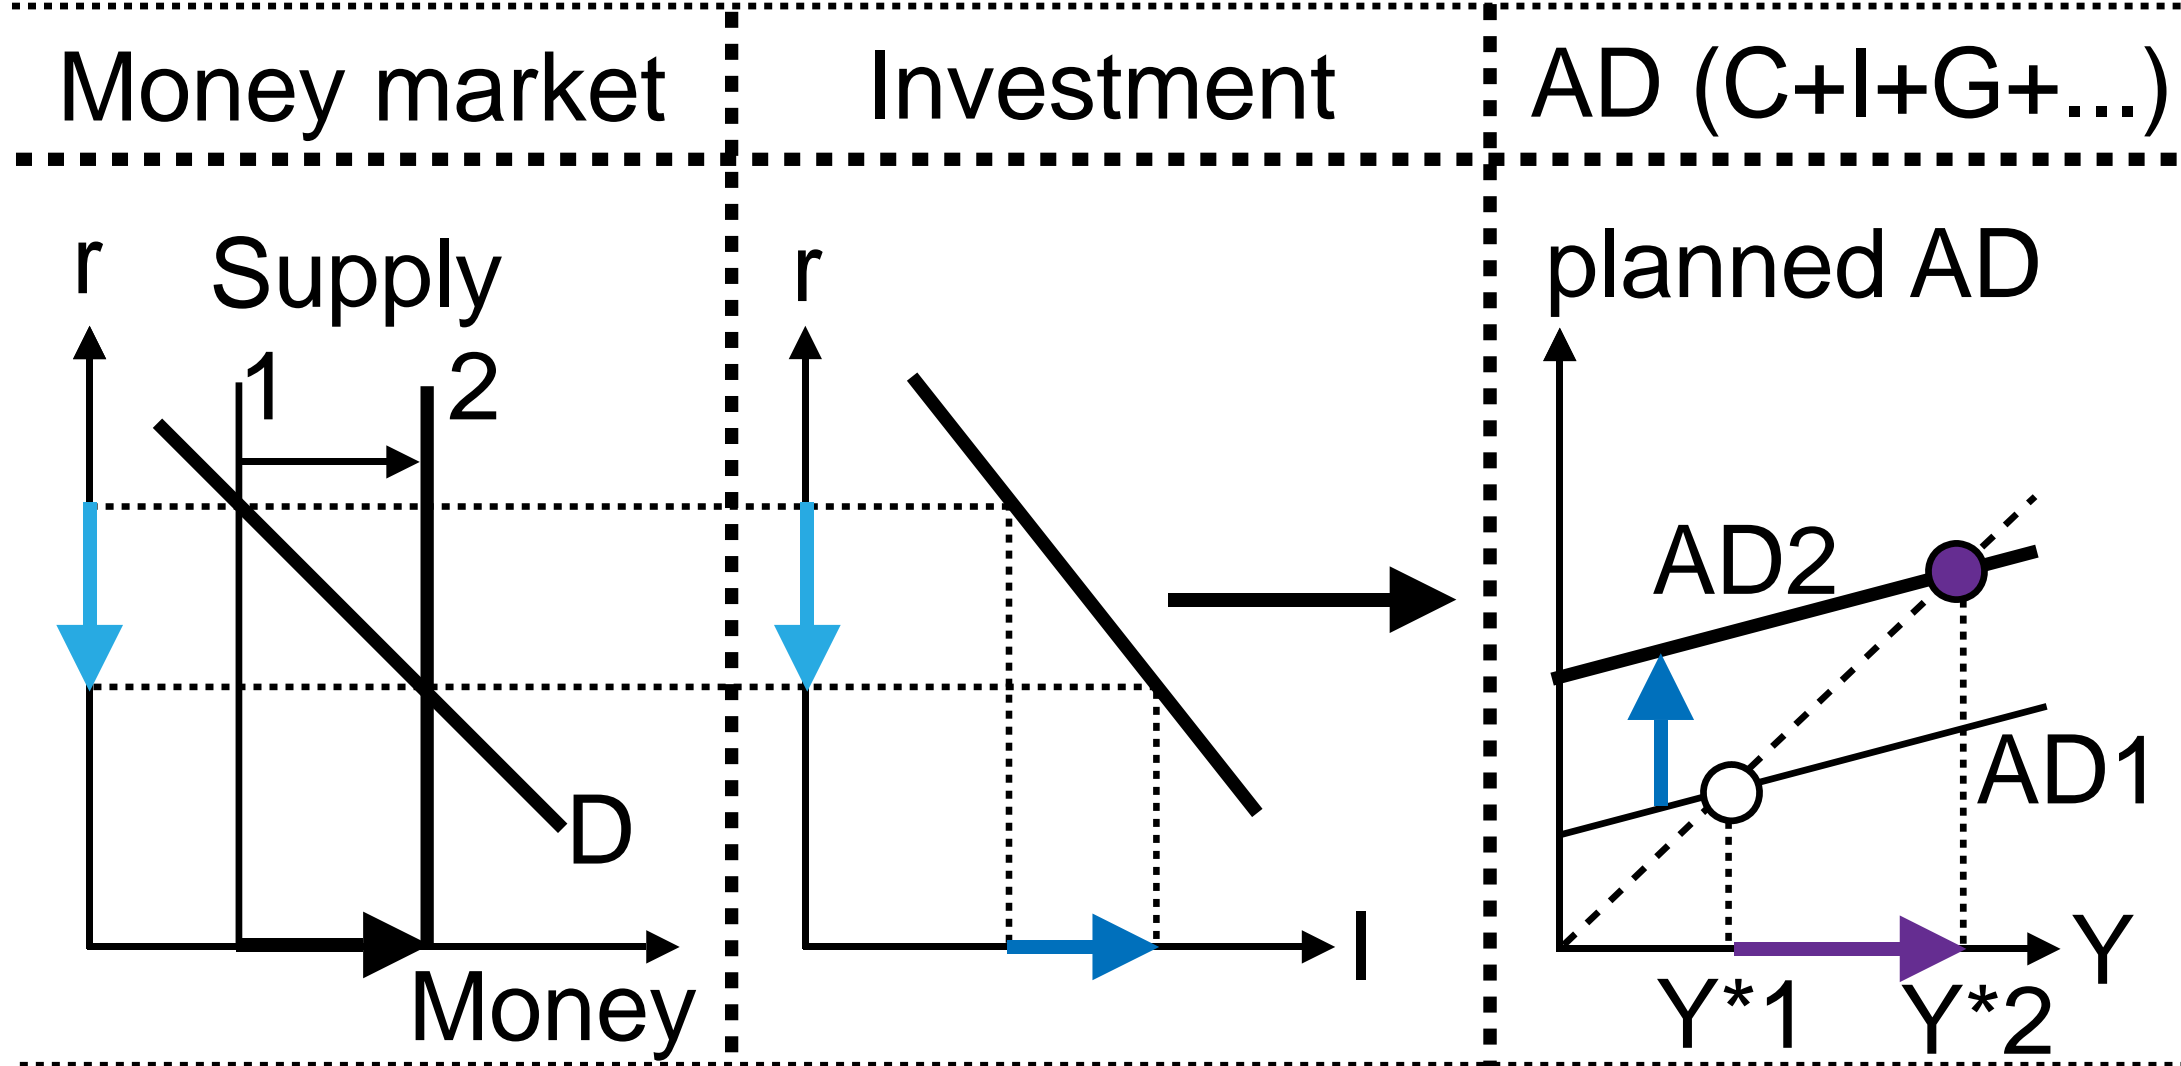 Money market
Investment
AD (C+I+G+...)
r
Supply
1
2
D
Money
r
I
planned AD
AD2
AD1
Y
Y*1
Y*2